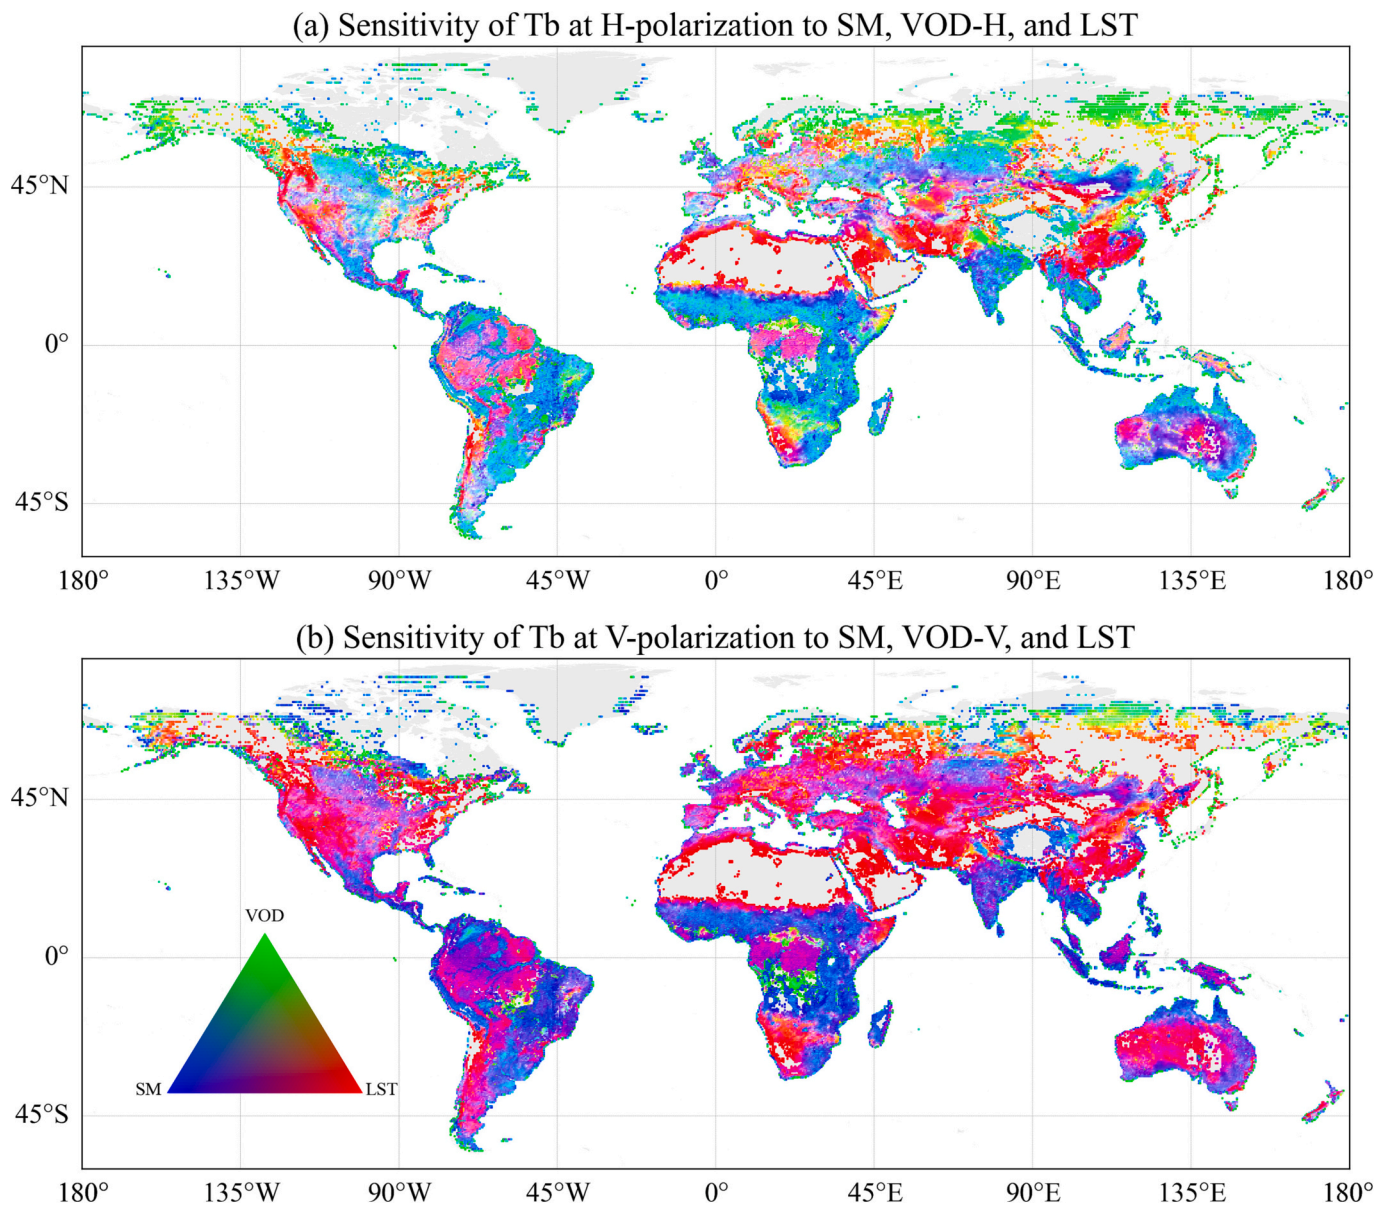 (a) Sensitivity of Tb at H-polarization to SM, VOD-H, and LST
45°N
0°
45°S
180° 135°W 90°W 45°W 0° 45°E 90°E 135°E 180°
(b) Sensitivity of Tb at V-polarization to SM, VOD-V, and LST
45°N
VOD
0°
SM LST
45°S
180° 135°W 90°W 45°W 0° 45°E 90°E 135°E 180°